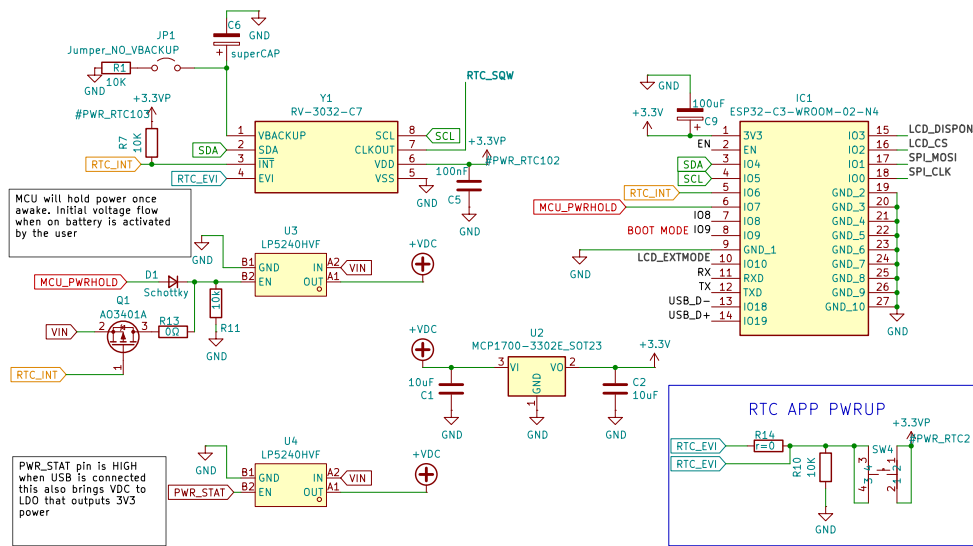 C6
GND
superCAP
JP1
Jumper_NO_VBACKUP
R1
10K
GND
+3.3VP
#PWR_RTC103
R7
10K
RTC_INT
SDA
RTC_EVI
Y1
RV-3032-C7
1 VBACKUP
2 SDA
3 INT
4 EVI
SCL 8
CLKOUT 7
VDD 6
VSS 5
RTC_SQW
SCL
+3.3VP
#PWR_RTC102
100nF
C5
GND
GND
MCU will hold power once
awake. Initial voltage flow
when on battery is activated
by the user
U3
LP5240HVF
GND
B1 GND
B2 EN
IN A2
OUT A1
VIN
+VDC
MCU_PWRHOLD
D1
Schottky
Q1
AO3401A
VIN
2
3
1
R13
0Ω
10k
R11
GND
RTC_INT
+VDC
U2
MCP1700-3302E_SOT23
3 VI
VO 2
GND
1
+3.3V
10uF
C1
C2
10uF
GND
GND
GND
PWR_STAT pin is HIGH
when USB is connected
this also brings VDC to
LDO that outputs 3V3
power
U4
LP5240HVF
GND
B1 GND
B2 EN
IN A2
OUT A1
PWR_STAT
VIN
+VDC
GND
100uF
C9
+3.3V
IC1
ESP32-C3-WROOM-02-N4
1 3V3
EN 2 EN
SDA 3 IO4
SCL 4 IO5
RTC_INT 5 IO6
MCU_PWRHOLD 6 IO7
IO8 7 IO8
BOOT MODE IO9 8 IO9
9 GND_1
GND
LCD_EXTMODE 10 IO10
RX 11 RXD
TX 12 TXD
USB_D- 13 IO18
USB_D+ 14 IO19
IO3 15 LCD_DISPON
IO2 16 LCD_CS
IO1 17 SPI_MOSI
IO0 18 SPI_CLK
GND_2 19
GND_3 20
GND_4 21
GND_5 22
GND_6 23
GND_7 24
GND_8 25
GND_9 26
GND_10 27
GND
RTC APP PWRUP
RTC_EVI
RTC_EVI
R14
r=0
R10
10K
GND
SW4
3
4
1
2
3
4
1
2
+3.3VP
#PWR_RTC2